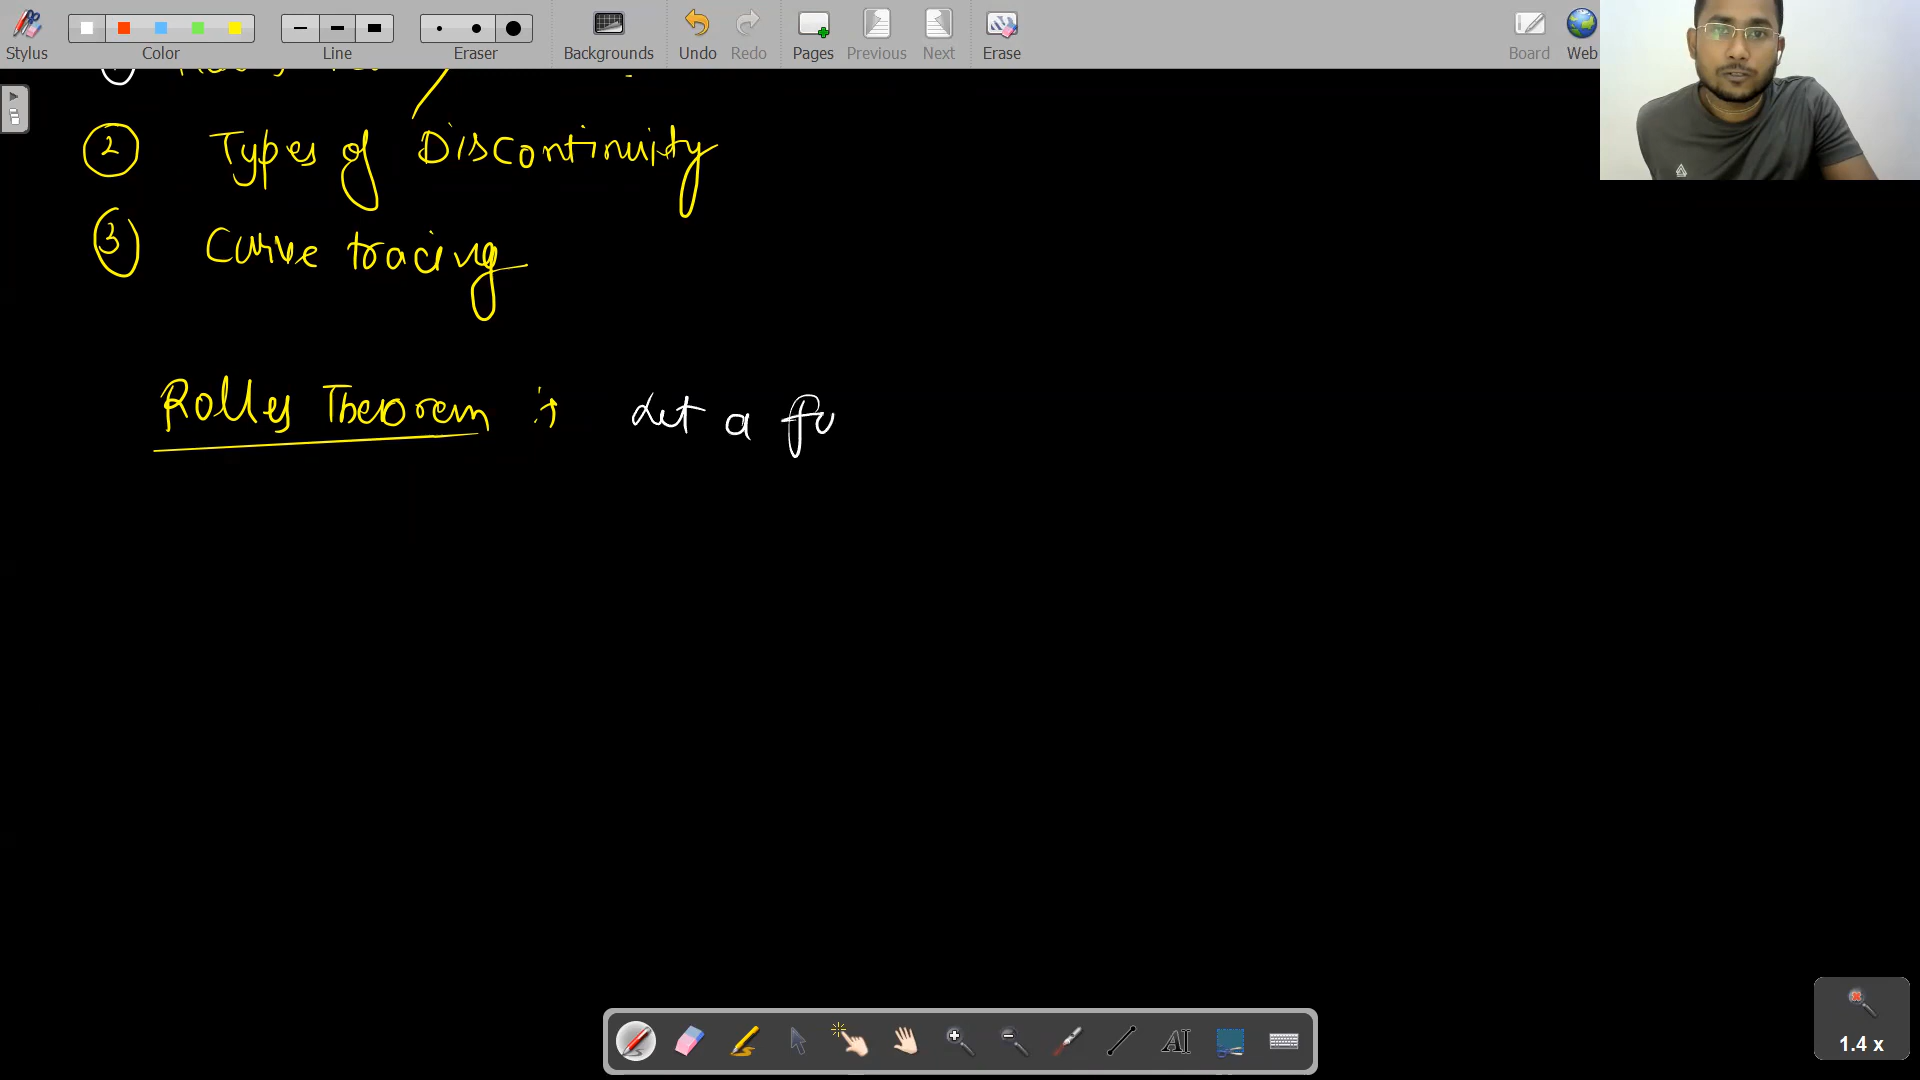 Stylus
Color
Line
Eraser
Backgrounds
Undo
Redo
Pages
Previous
Next
Erase
Board
Web
2 Types of Discontinuity
3 Curve tracing
Rolles Theorem :→ Let a fu
1.4 x